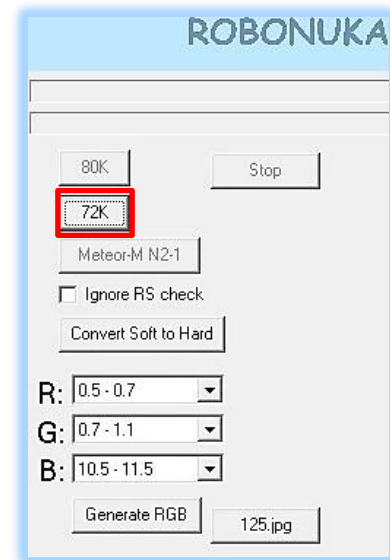 ROBONUKA
80K Stop
72K
Meteor-M N2-1
Ignore RS check
Convert Soft to Hard
R: 0.5 - 0.7
G: 0.7 - 1.1
B: 10.5 - 11.5
Generate RGB 125.jpg